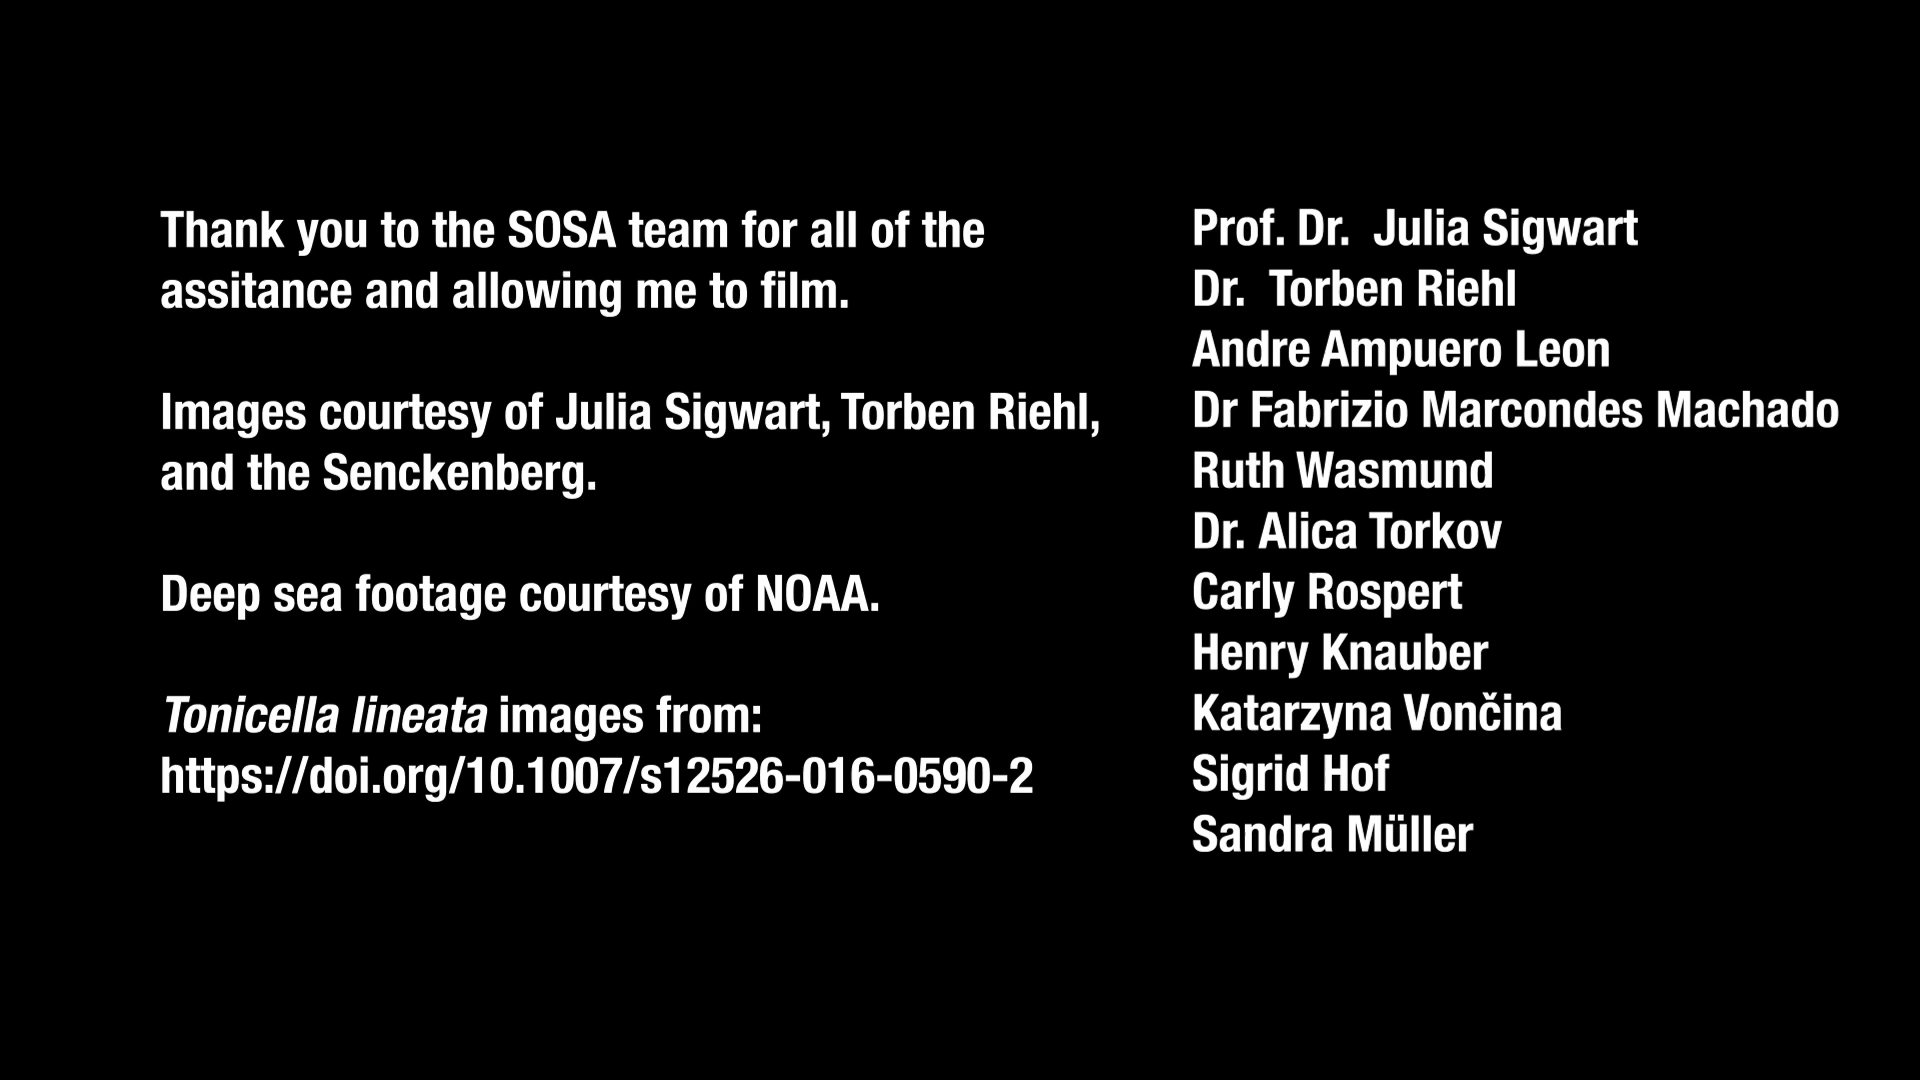 Thank you to the SOSA team for all of the
assitance and allowing me to film.
Images courtesy of Julia Sigwart, Torben Riehl,
and the Senckenberg.
Deep sea footage courtesy of NOAA.
Tonicella lineata images from:
https://doi.org/10.1007/s12526-016-0590-2
Prof. Dr.  Julia Sigwart
Dr.  Torben Riehl
Andre Ampuero Leon
Dr Fabrizio Marcondes Machado
Ruth Wasmund
Dr. Alica Torkov
Carly Rospert
Henry Knauber
Katarzyna Vončina
Sigrid Hof
Sandra Müller